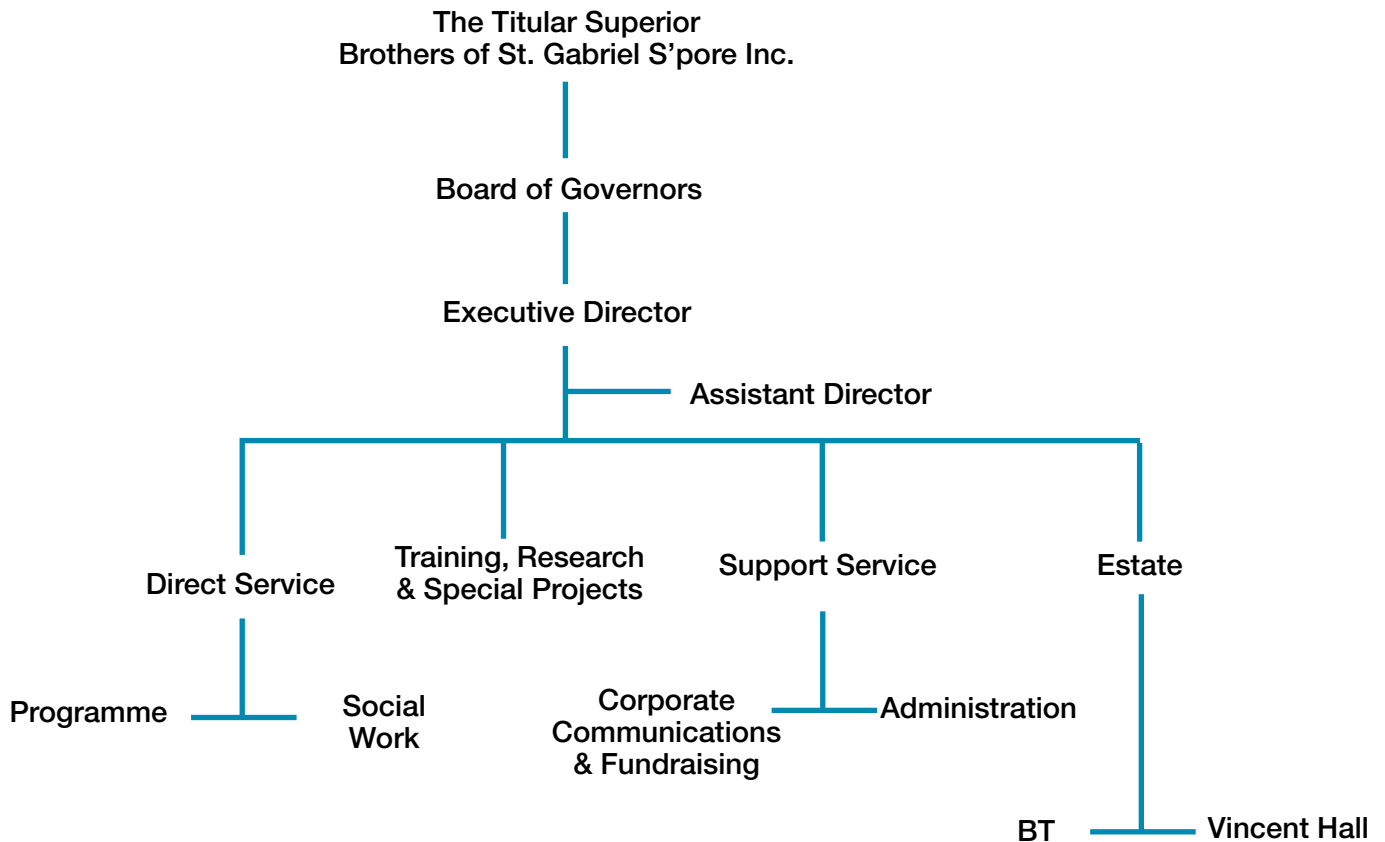 The Titular Superior
Brothers of St. Gabriel S'pore Inc.
Board of Governors
Executive Director
Assistant Director
Direct Service
Training, Research
& Special Projects
Support Service
Estate
Programme
Social
Work
Corporate
Communications
& Fundraising
Administration
BT
Vincent Hall